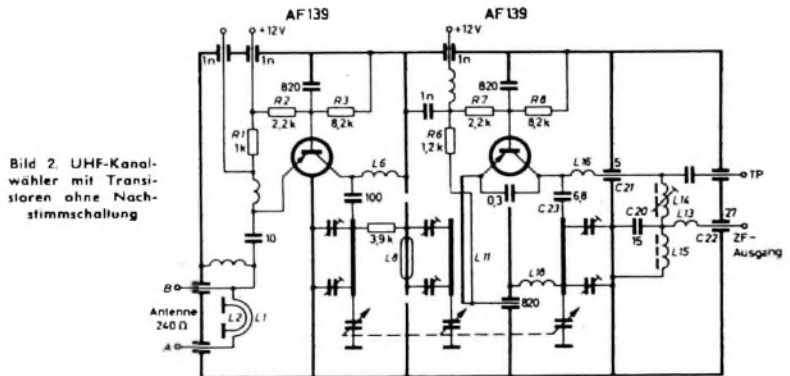 AF139
AF139
+12V
+12V
1n
1n
1n
820
820
R2
2,2k
R3
8,2k
1n
R7
2,2k
R8
8,2k
R1
1k
R6
1,2k
L6
L16
5
C21
TP
Bild 2. UHF-Kanal-
wähler mit Transi-
storen ohne Nach-
stimmschaltung
100
0,3
6,8
C23
L14
10
3,9k
L8
L11
C20
15
L13
27
C22
ZF-
Ausgang
L18
L15
820
B
Antenne
240 Ω
L2
L1
A